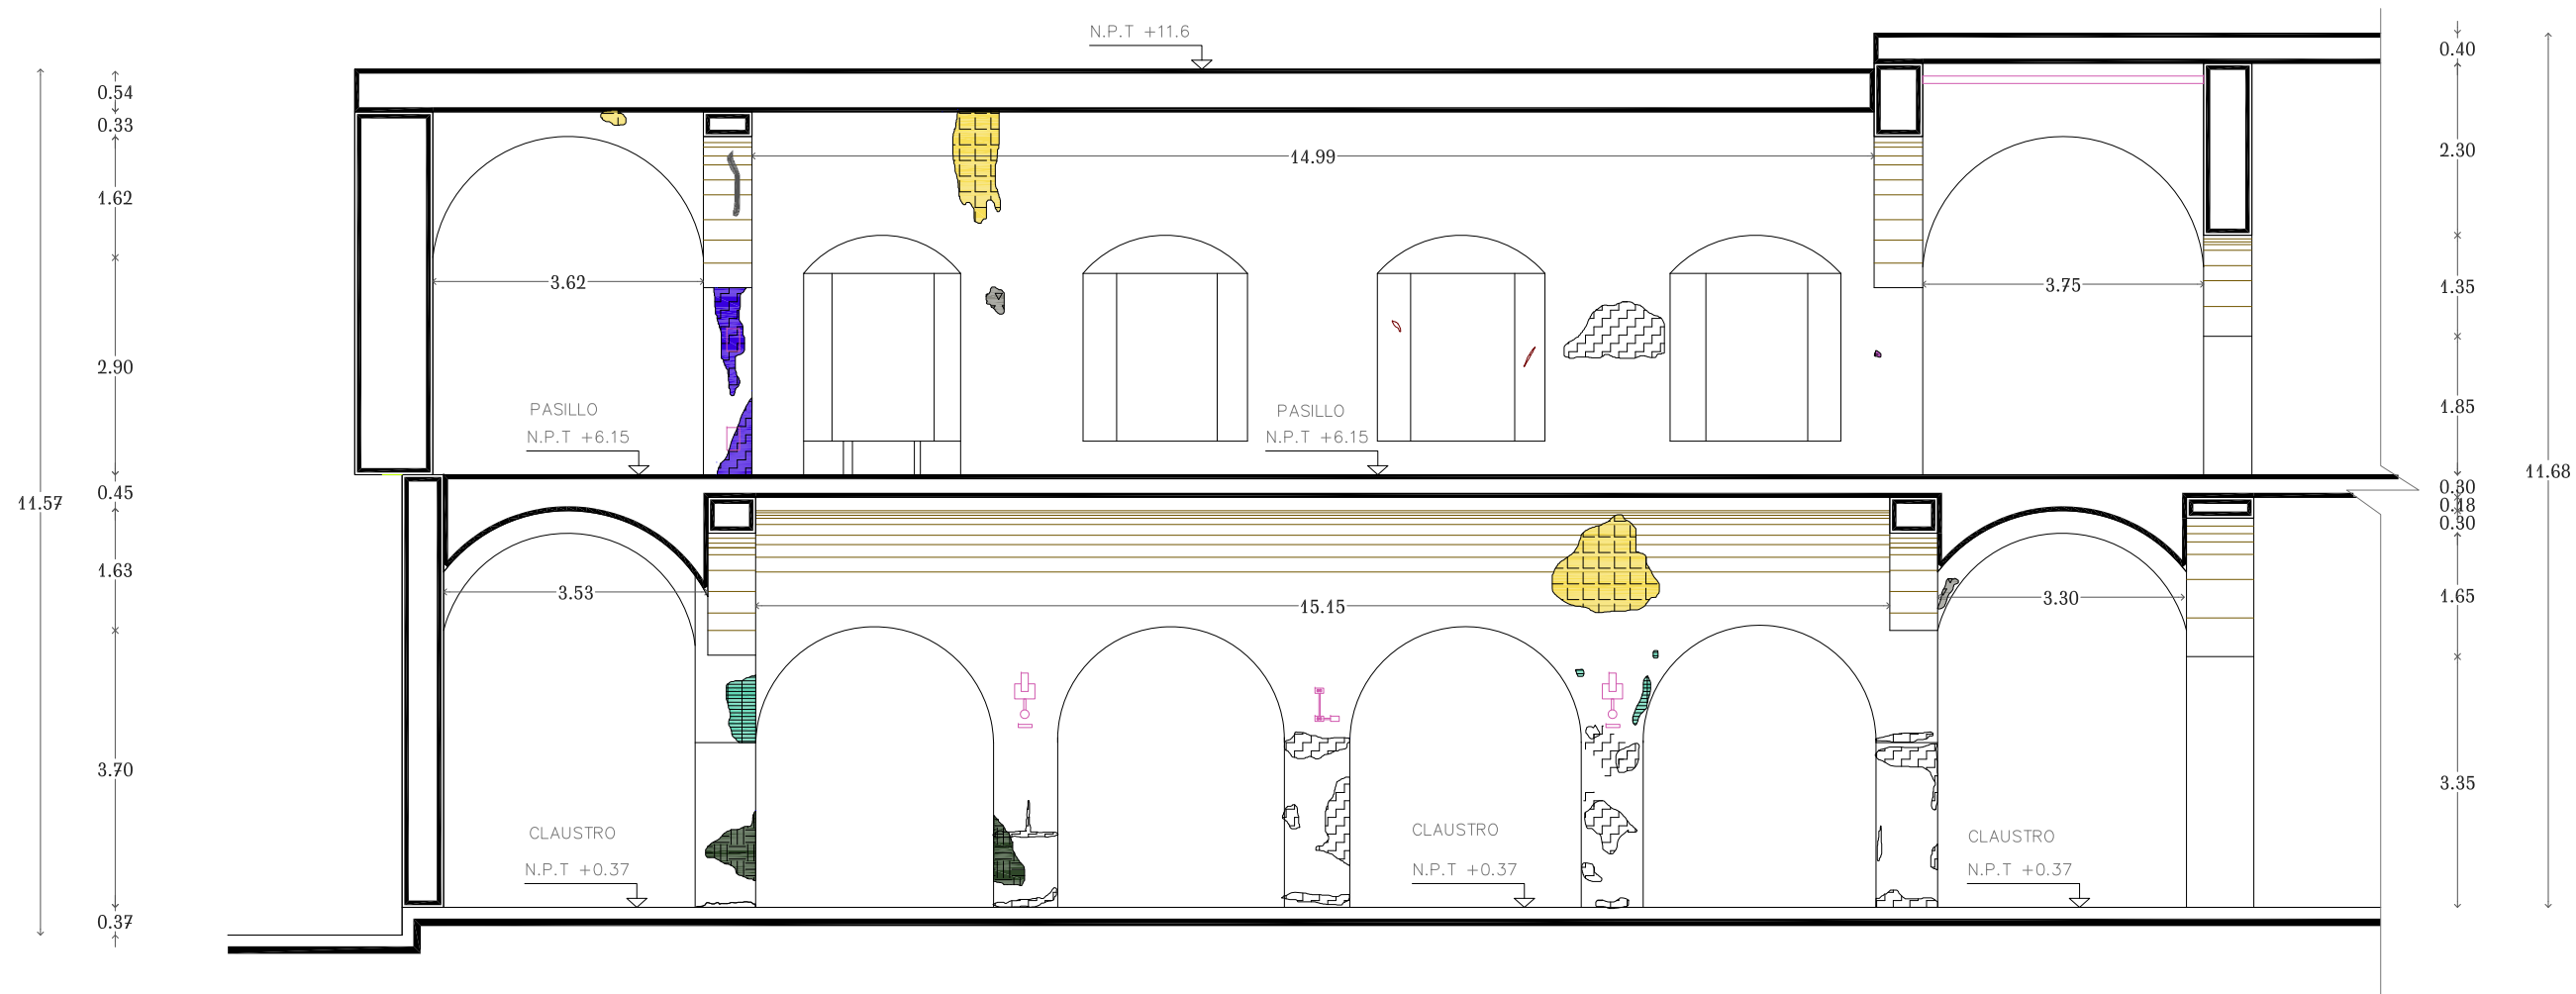 N.P.T +11.6
0.40
0.54
0.33
14.99
2.30
1.62
3.62
3.75
1.35
2.90
PASILLO
N.P.T +6.15
PASILLO
N.P.T +6.15
1.85
11.57
11.68
0.45
0.30
0.18
0.30
1.63
3.53
15.15
3.30
1.65
3.70
3.35
CLAUSTRO
N.P.T +0.37
CLAUSTRO
N.P.T +0.37
CLAUSTRO
N.P.T +0.37
0.37